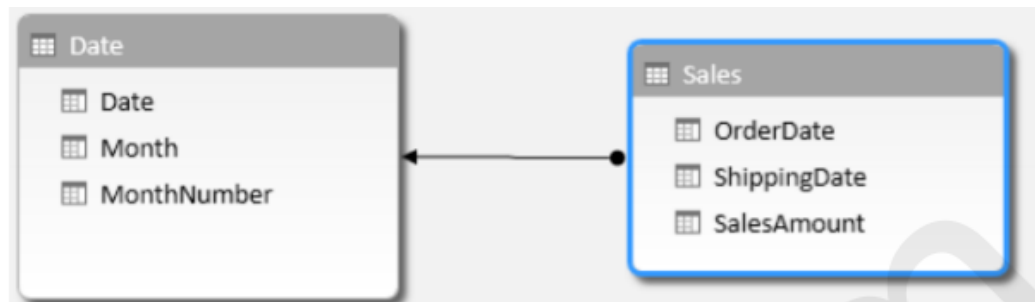 Date
Date
Month
MonthNumber
Sales
OrderDate
ShippingDate
SalesAmount